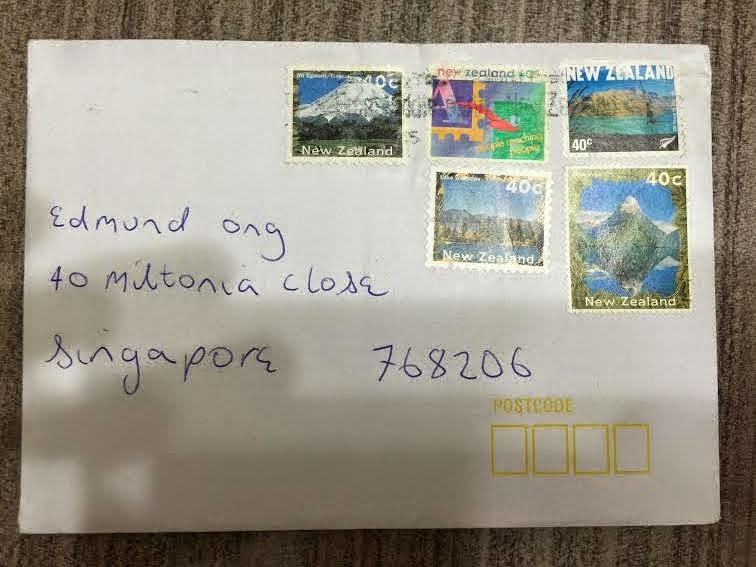 Mt Egmont/Taranaki 40c
New Zealand
new zealand 40c
people reaching
people
NEW ZEALAND
40c
40c
New Zealand
40c
New Zealand
Edmund Ong
40 Miltonia Close
Singapore 768206
POSTCODE